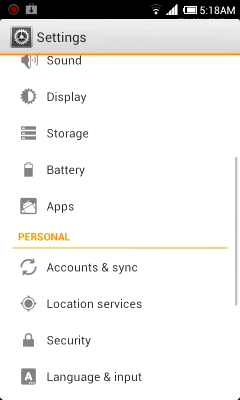 5:18AM
Settings
Sound
Display
Storage
Battery
Apps
PERSONAL
Accounts & sync
Location services
Security
Language & input